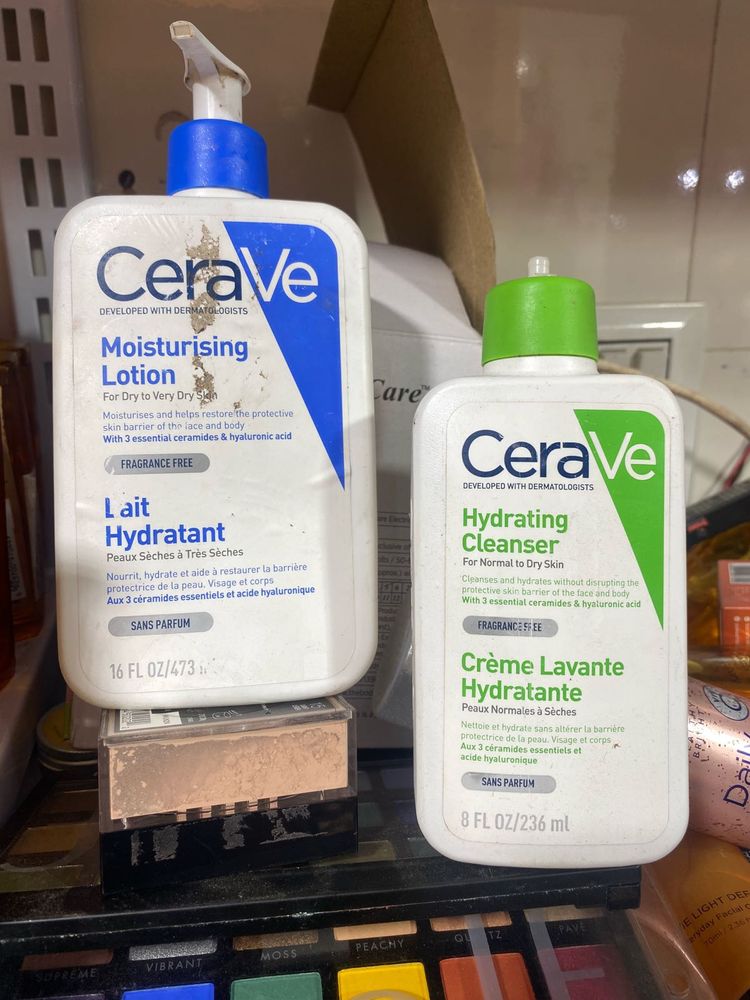 CeraVe
DEVELOPED WITH DERMATOLOGISTS
Moisturising
Lotion
For Dry to Very Dry Skin
Moisturises and helps restore the protective
skin barrier of the face and body
With 3 essential ceramides & hyaluronic acid
FRAGRANCE FREE
Lait
Hydratant
Peaux Sèches à Très Sèches
Nourrit, hydrate et aide à restaurer la barrière
protectrice de la peau. Visage et corps
Aux 3 céramides essentiels et acide hyaluronique
SANS PARFUM
16 FL OZ/473
Care™
CeraVe
DEVELOPED WITH DERMATOLOGISTS
Hydrating
Cleanser
For Normal to Dry Skin
Cleanses and hydrates without disrupting the
protective skin barrier of the face and body
With 3 essential ceramides & hyaluronic acid
FRAGRANCE FREE
Crème Lavante
Hydratante
Peaux Normales à Sèches
Nettoie et hydrate sans altérer la barrière
protectrice de la peau. Visage et corps
Aux 3 céramides essentiels et
acide hyaluronique
SANS PARFUM
8 FL OZ/236 ml
Daily
LIGHT
Facial
SUPREME
VIBRANT
MOSS
PEACHY
QUARTZ
PAVE